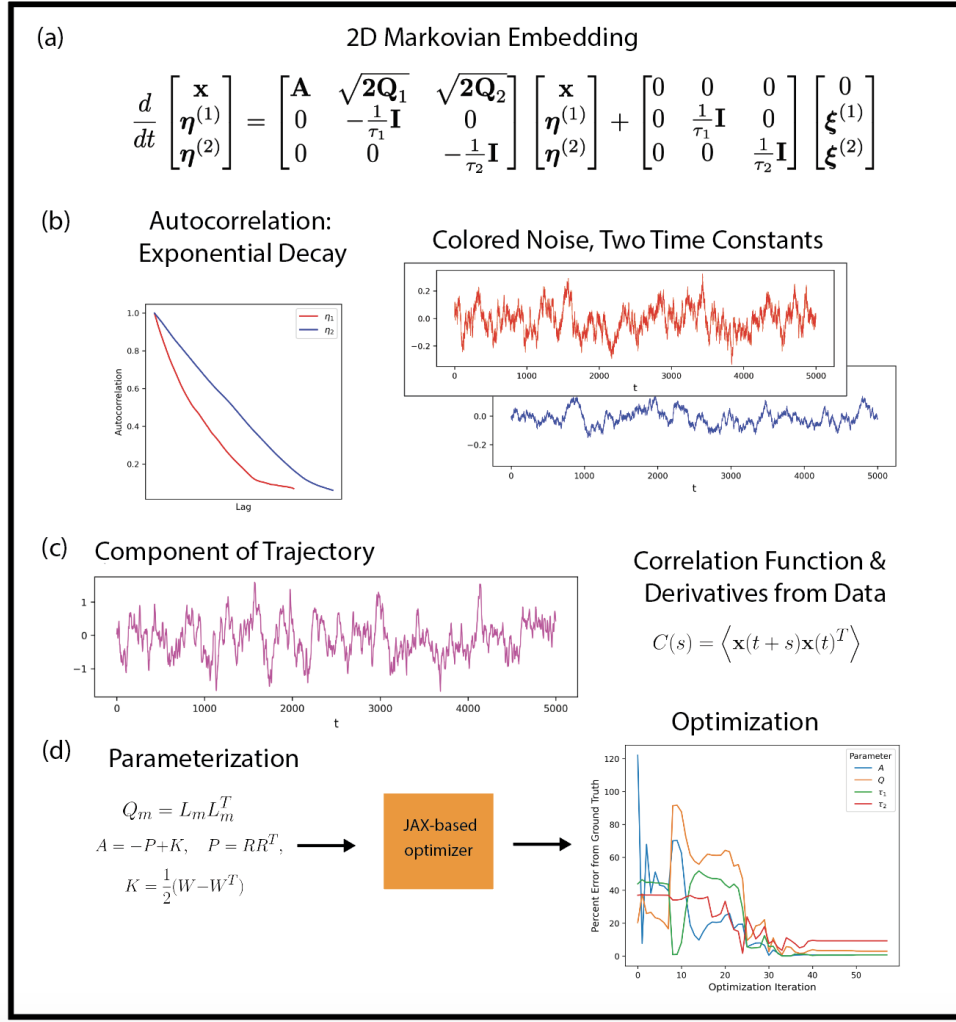 (a)
2D Markovian Embedding
d/dt [x; η^(1); η^(2)] = [A √2Q_1 √2Q_2; 0 -1/τ_1 I 0; 0 0 -1/τ_2 I] [x; η^(1); η^(2)] + [0 0 0; 0 1/τ_1 I 0; 0 0 1/τ_2 I] [0; ξ^(1); ξ^(2)]
(b)
Autocorrelation:
Exponential Decay
Colored Noise, Two Time Constants
1.0
0.8
0.6
0.4
0.2
Autocorrelation
Lag
η_1
η_2
0.2
0.0
−0.2
0 1000 2000 3000 4000 5000
t
0.0
−0.2
0 1000 2000 3000 4000 5000
t
(c)
Component of Trajectory
1
0
−1
0 1000 2000 3000 4000 5000
t
Correlation Function &
Derivatives from Data
C(s) = ⟨x(t + s)x(t)^T⟩
(d)
Parameterization
Q_m = L_m L_m^T
A = −P+K, P = RR^T,
K = 1/2(W−W^T)
JAX-based
optimizer
Optimization
120
100
80
60
40
20
0
Percent Error from Ground Truth
0 10 20 30 40 50
Optimization Iteration
Parameter
A
Q
τ_1
τ_2